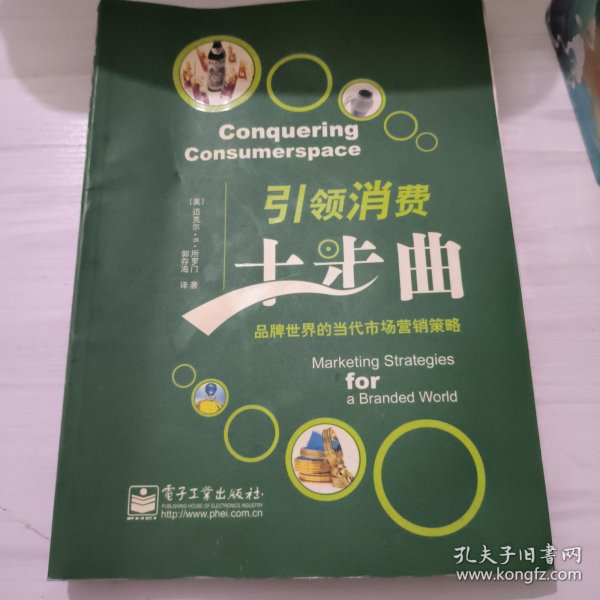 Conquering
Consumerspace
引领消费
十步曲
(美)迈克尔·R·所罗门 著
郭存海 译
品牌世界的当代市场营销策略
Marketing Strategies
for
a Branded World
電子工業出版社·
PUBLISHING HOUSE OF ELECTRONICS INDUSTRY
http://www.phei.com.cn
PHEI
孔夫子旧书网
www.kongfz.com